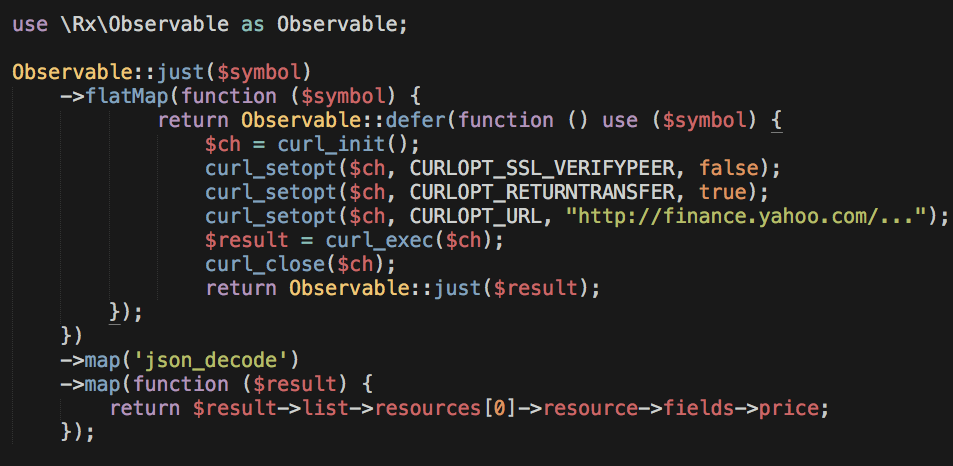 use \Rx\Observable as Observable;

Observable::just($symbol)
    ->flatMap(function ($symbol) {
            return Observable::defer(function () use ($symbol) {
                $ch = curl_init();
                curl_setopt($ch, CURLOPT_SSL_VERIFYPEER, false);
                curl_setopt($ch, CURLOPT_RETURNTRANSFER, true);
                curl_setopt($ch, CURLOPT_URL, "http://finance.yahoo.com/...");
                $result = curl_exec($ch);
                curl_close($ch);
                return Observable::just($result);
        });
    })
    ->map('json_decode')
    ->map(function ($result) {
        return $result->list->resources[0]->resource->fields->price;
    });